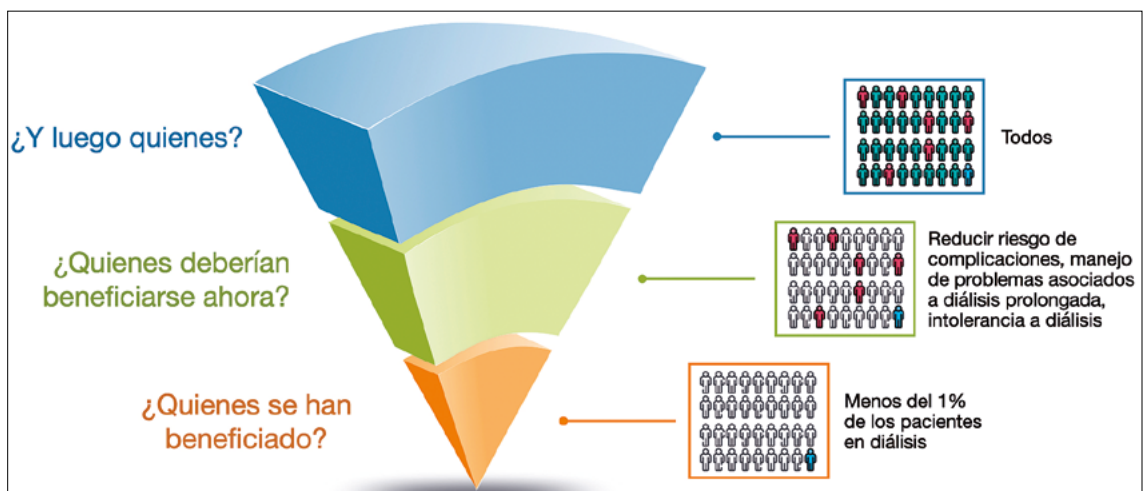 ¿Y luego quienes?
Todos
¿Quienes deberían
beneficiarse ahora?
Reducir riesgo de
complicaciones, manejo
de problemas asociados
a diálisis prolongada,
intolerancia a diálisis
¿Quienes se han
beneficiado?
Menos del 1%
de los pacientes
en diálisis